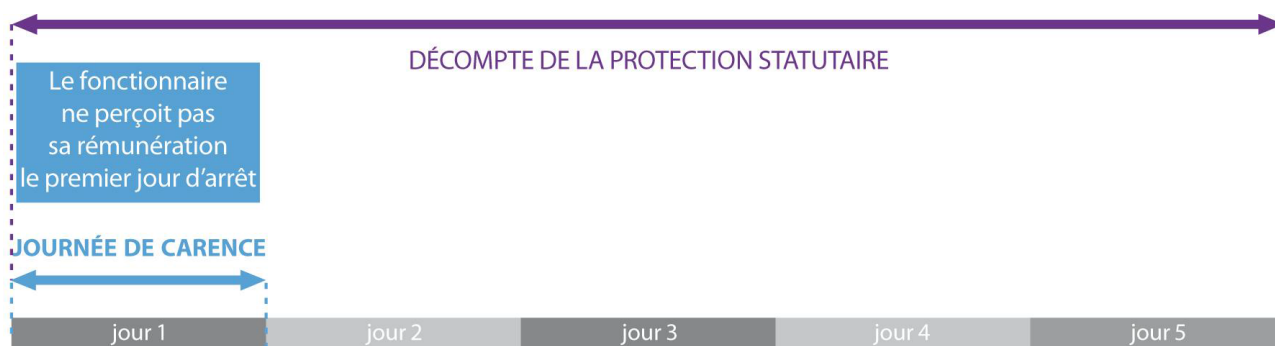 DÉCOMPTE DE LA PROTECTION STATUTAIRE
Le fonctionnaire
ne perçoit pas
sa rémunération
le premier jour d’arrêt
JOURNÉE DE CARENCE
jour 1
jour 2
jour 3
jour 4
jour 5